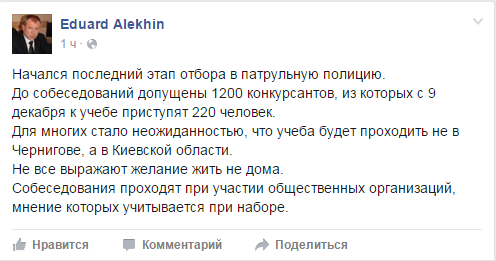 Eduard Alekhin
1 ч ·
Начался последний этап отбора в патрульную полицию.
До собеседований допущены 1200 конкурсантов, из которых с 9
декабря к учебе приступят 220 человек.
Для многих стало неожиданностью, что учеба будет проходить не в
Чернигове, а в Киевской области.
Не все выражают желание жить не дома.
Собеседования проходят при участии общественных организаций,
мнение которых учитывается при наборе.
Нравится Комментарий Поделиться